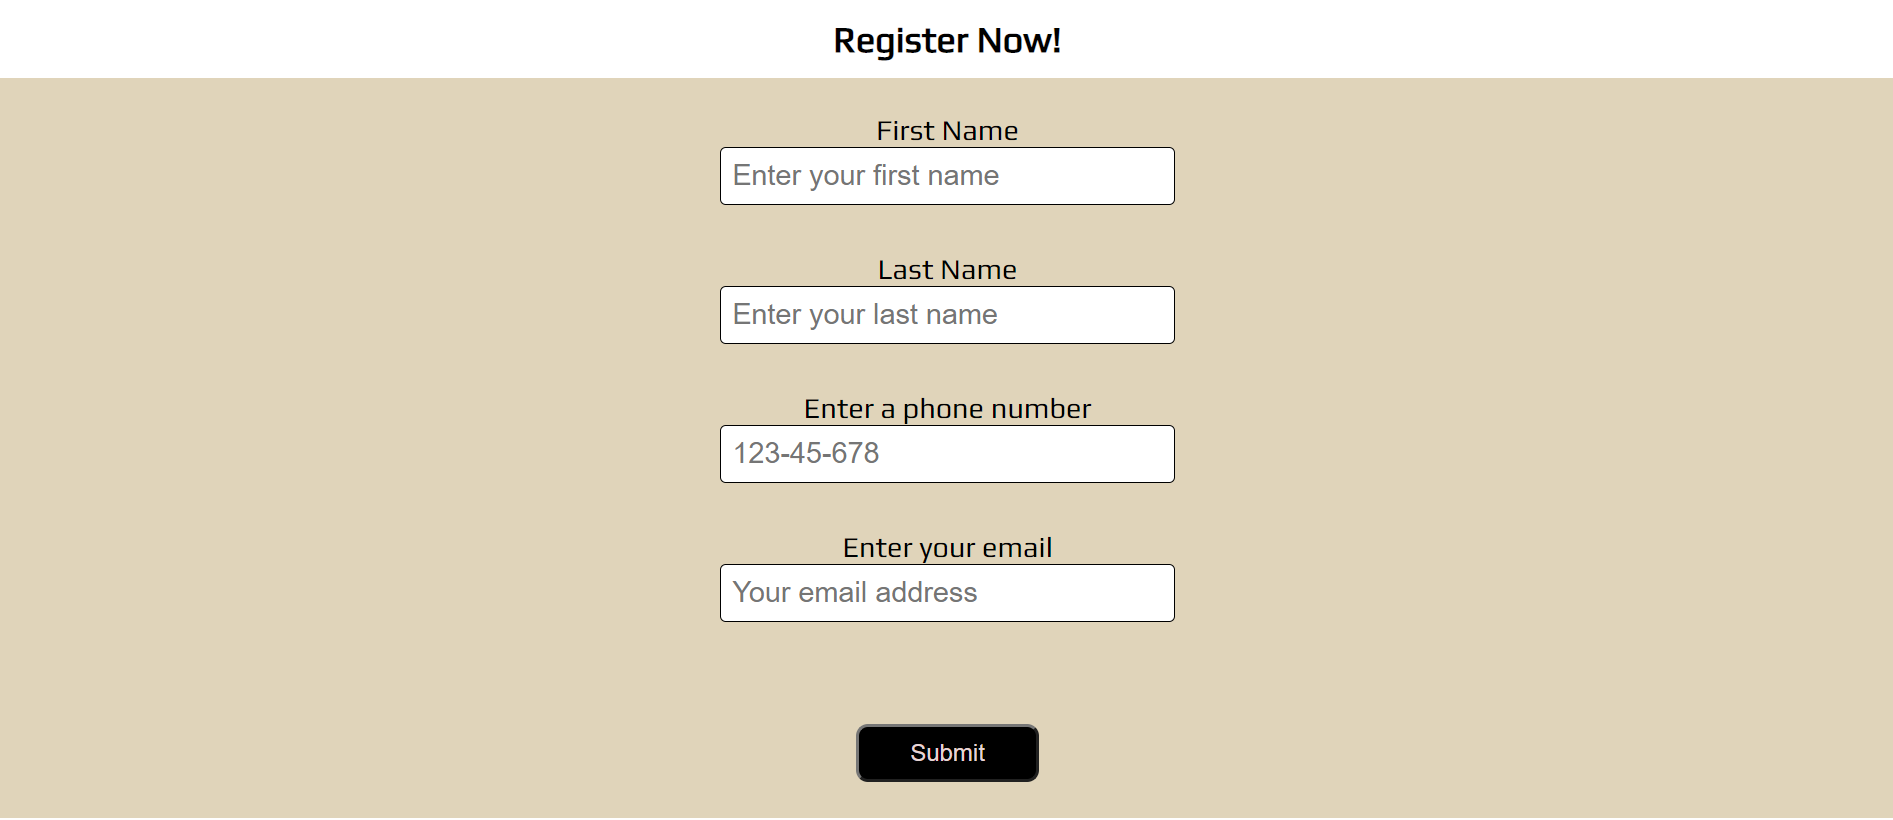 Register Now!
First Name
Enter your first name
Last Name
Enter your last name
Enter a phone number
123-45-678
Enter your email
Your email address
Submit